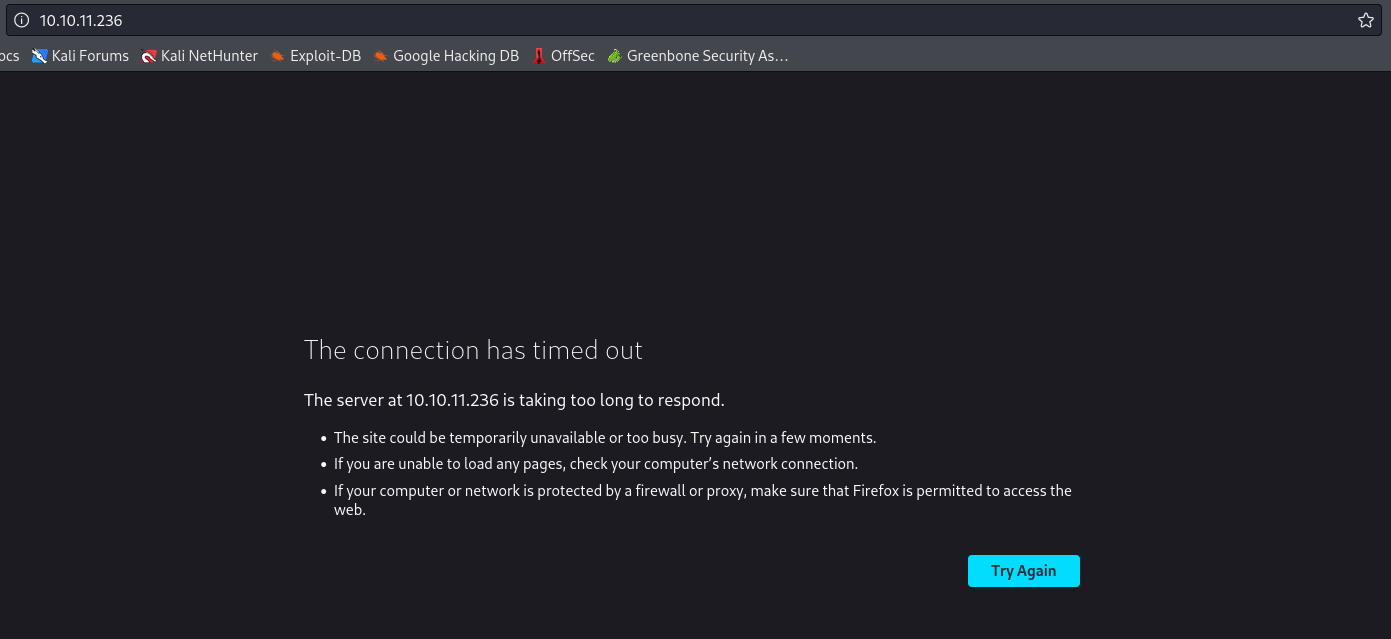 10.10.11.236
ocs Kali Forums Kali NetHunter Exploit-DB Google Hacking DB OffSec Greenbone Security As…
The connection has timed out
The server at 10.10.11.236 is taking too long to respond.
• The site could be temporarily unavailable or too busy. Try again in a few moments.
• If you are unable to load any pages, check your computer’s network connection.
• If your computer or network is protected by a firewall or proxy, make sure that Firefox is permitted to access the
web.
Try Again